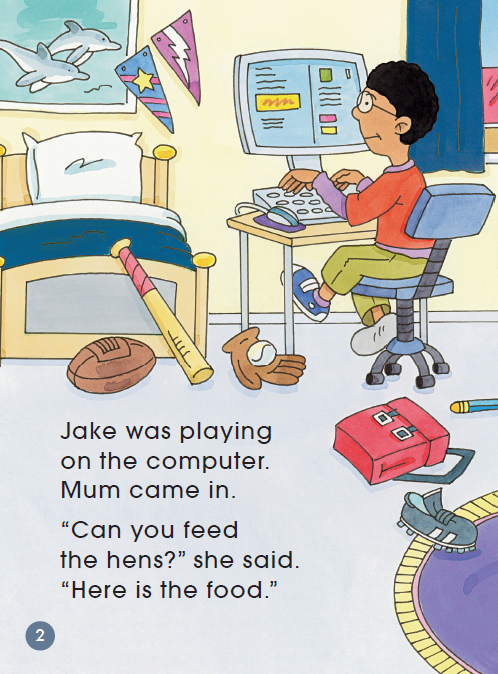 Jake was playing
on the computer.
Mum came in.
“Can you feed
the hens?” she said.
“Here is the food.”
2